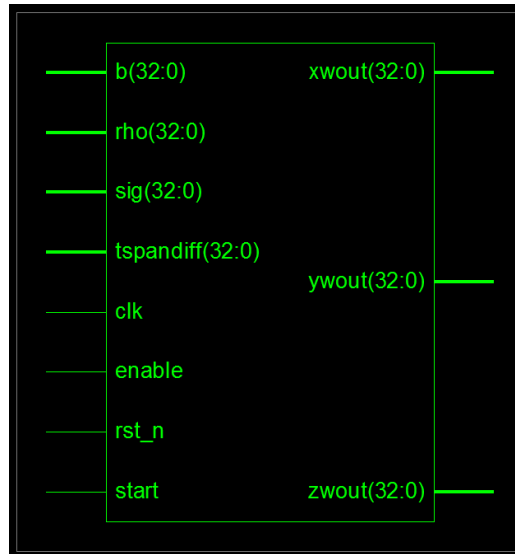 b(32:0) xwout(32:0)
rho(32:0)
sig(32:0)
tspandiff(32:0)
ywout(32:0)
clk
enable
rst_n
start zwout(32:0)